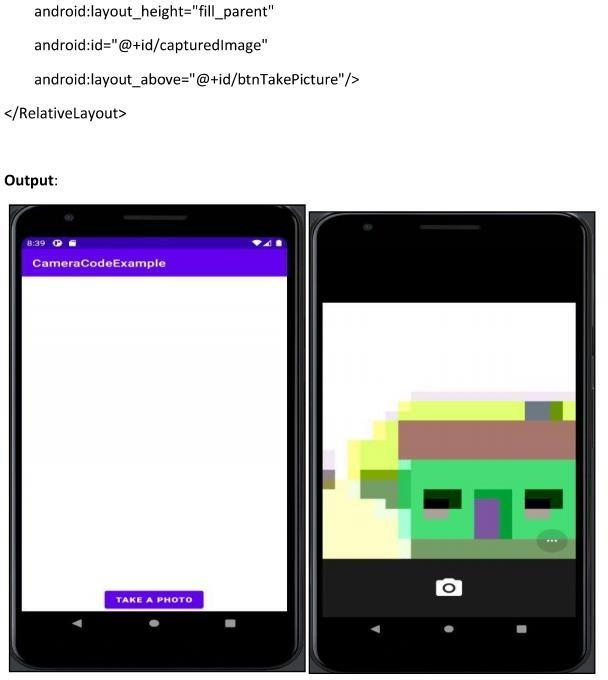 android:layout_height="fill_parent"
android:id="@+id/capturedImage"
android:layout_above="@+id/btnTakePicture"/>
</RelativeLayout>
Output:
8:39
CameraCodeExample
TAKE A PHOTO